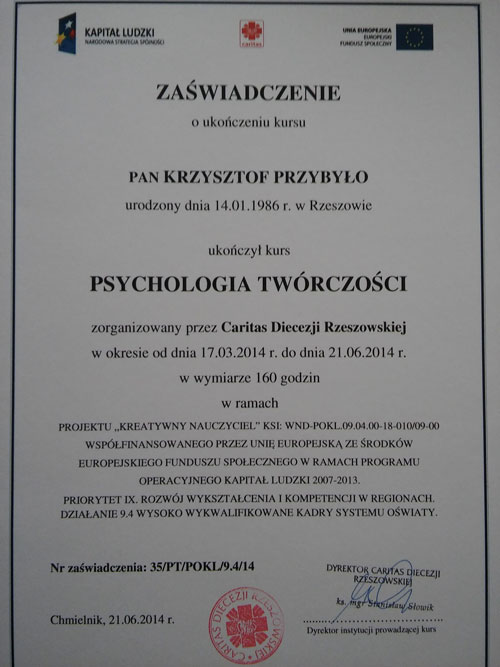 KAPITAŁ LUDZKI
NARODOWA STRATEGIA SPÓJNOŚCI
Caritas
UNIA EUROPEJSKA
EUROPEJSKI
FUNDUSZ SPOŁECZNY
ZAŚWIADCZENIE
o ukończeniu kursu
PAN KRZYSZTOF PRZYBYŁO
urodzony dnia 14.01.1986 r. w Rzeszowie
ukończył kurs
PSYCHOLOGIA TWÓRCZOŚCI
zorganizowany przez Caritas Diecezji Rzeszowskiej
w okresie od dnia 17.03.2014 r. do dnia 21.06.2014 r.
w wymiarze 160 godzin
w ramach
PROJEKTU „KREATYWNY NAUCZYCIEL” KSI: WND-POKL.09.04.00-18-010/09-00
WSPÓŁFINANSOWANEGO PRZEZ UNIĘ EUROPEJSKĄ ZE ŚRODKÓW
EUROPEJSKIEGO FUNDUSZU SPOŁECZNEGO W RAMACH PROGRAMU
OPERACYJNEGO KAPITAŁ LUDZKI 2007-2013.
PRIORYTET IX. ROZWÓJ WYKSZTAŁCENIA I KOMPETENCJI W REGIONACH.
DZIAŁANIE 9.4 WYSOKO WYKWALIFIKOWANE KADRY SYSTEMU OŚWIATY.
Nr zaświadczenia: 35/PT/POKL/9.4/14
DYREKTOR CARITAS DIECEZJI
RZESZOWSKIEJ
ks. mgr Stanisław Słowik
Chmielnik, 21.06.2014 r.
Dyrektor instytucji prowadzącej kurs
CARITAS DIECEZJI RZESZOWSKIEJ